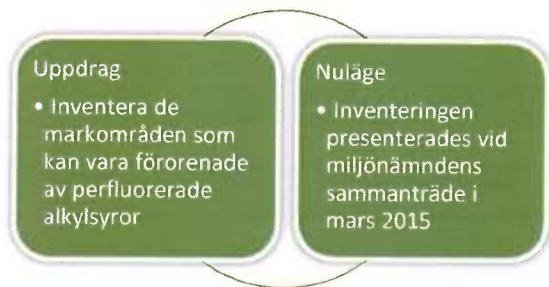 Uppdrag
• Inventera de
markområden som
kan vara förorenade
av perfluorerade
alkylsyror
Nuläge
• Inventeringen
presenterades vid
miljönämndens
sammanträde i
mars 2015